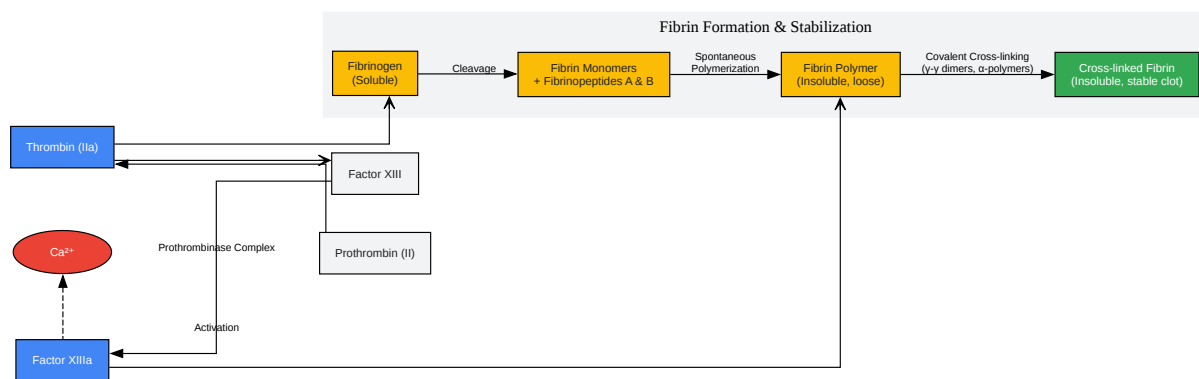 Fibrin Formation & Stabilization
Fibrinogen
(Soluble)
Cleavage
Fibrin Monomers
+ Fibrinopeptides A & B
Spontaneous
Polymerization
Fibrin Polymer
(Insoluble, loose)
Covalent Cross-linking
(γ-γ dimers, α-polymers)
Cross-linked Fibrin
(Insoluble, stable clot)
Thrombin (IIa)
Factor XIII
Prothrombinase Complex
Prothrombin (II)
Ca²⁺
Activation
Factor XIIIa